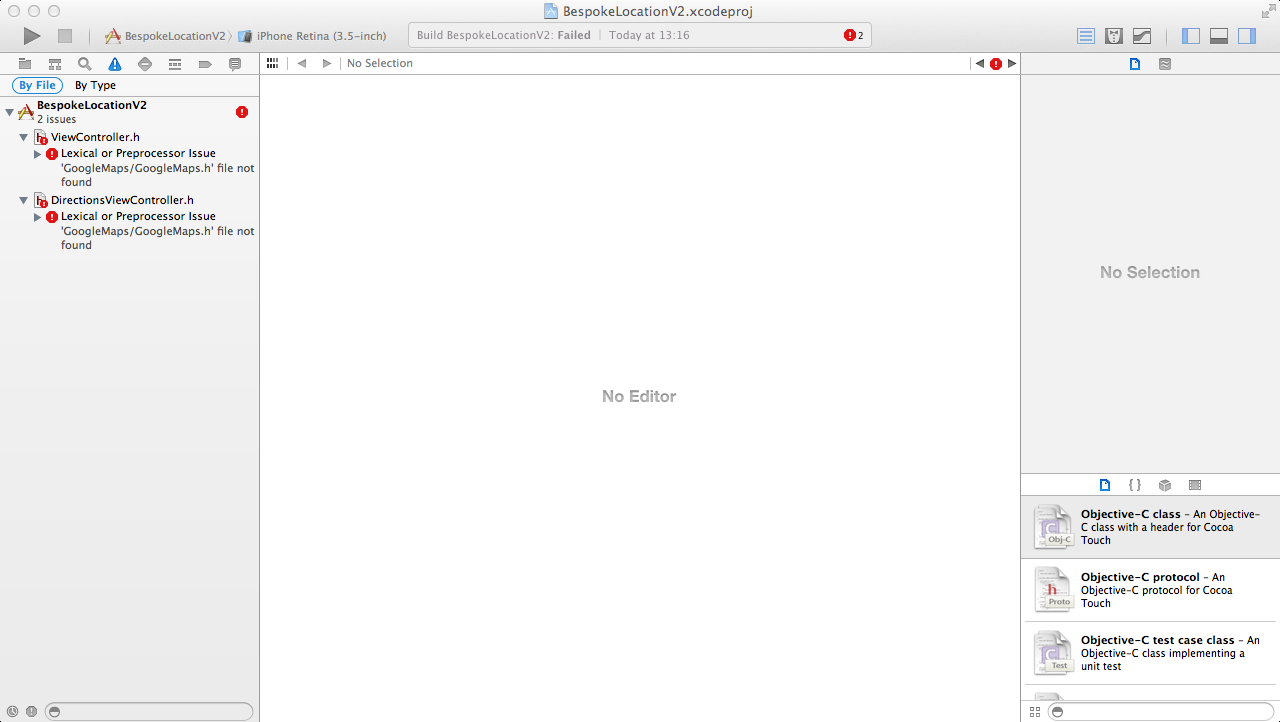 BespokeLocationV2.xcodeproj
BespokeLocationV2 〉 iPhone Retina (3.5-inch)
Build BespokeLocationV2: Failed | Today at 13:16
2
No Selection
By File By Type
BespokeLocationV2
2 issues
ViewController.h
Lexical or Preprocessor Issue
'GoogleMaps/GoogleMaps.h' file not
found
DirectionsViewController.h
Lexical or Preprocessor Issue
'GoogleMaps/GoogleMaps.h' file not
found
No Editor
No Selection
{ }
Obj-C
Objective-C class – An Objective-
C class with a header for Cocoa
Touch
h
Proto
Objective-C protocol – An
Objective-C protocol for Cocoa
Touch
C
Test
Objective-C test case class – An
Objective-C class implementing a
unit test